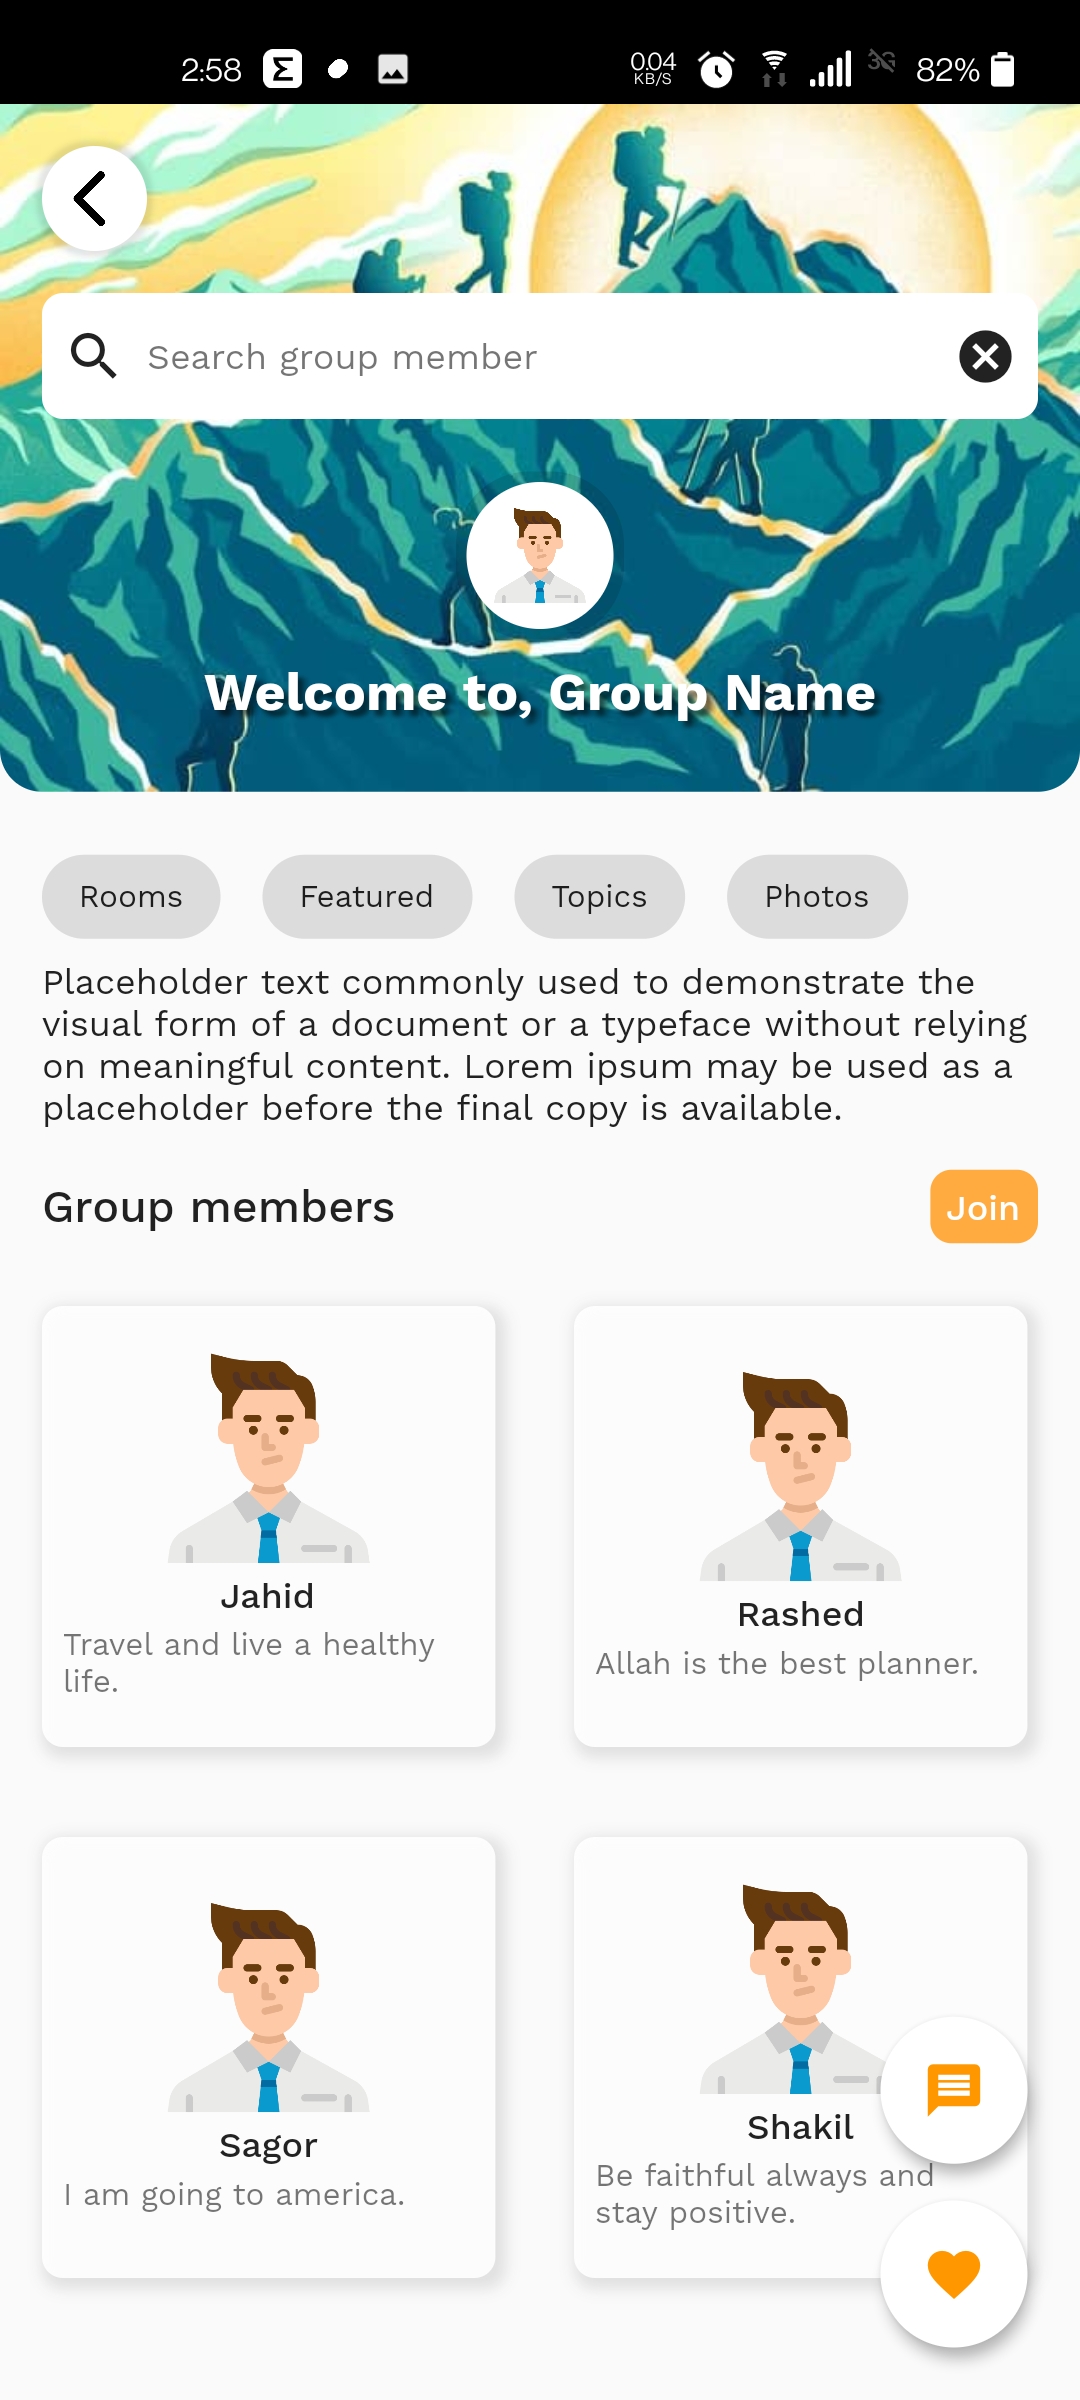 2:58
0.04
KB/S
3G
82%
Search group member
Welcome to, Group Name
Rooms
Featured
Topics
Photos
Placeholder text commonly used to demonstrate the
visual form of a document or a typeface without relying
on meaningful content. Lorem ipsum may be used as a
placeholder before the final copy is available.
Group members
Join
Jahid
Travel and live a healthy
life.
Rashed
Allah is the best planner.
Sagor
I am going to america.
Shakil
Be faithful always and
stay positive.